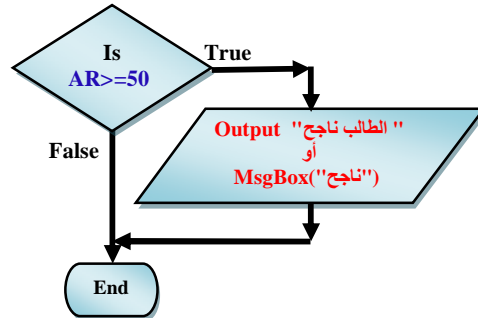 Is
AR>=50
True
False
Output "الطالب ناجح "
أو
MsgBox("ناجح")
End